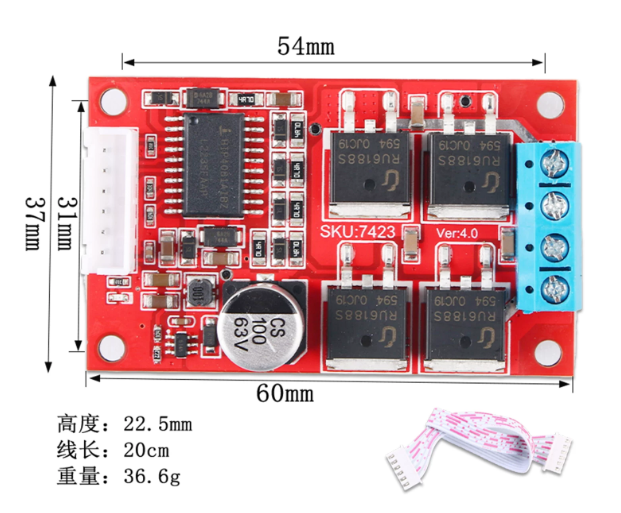 54mm
37mm
31mm
SKU:7423
Ver:4.0
RU6188S
594 0JC19
RU6188S
594 0JC19
RU6188S
594 0JC19
RU6188S
594 0JC19
CS
100
63V
60mm
高度：22.5mm
线长：20cm
重量：36.6g